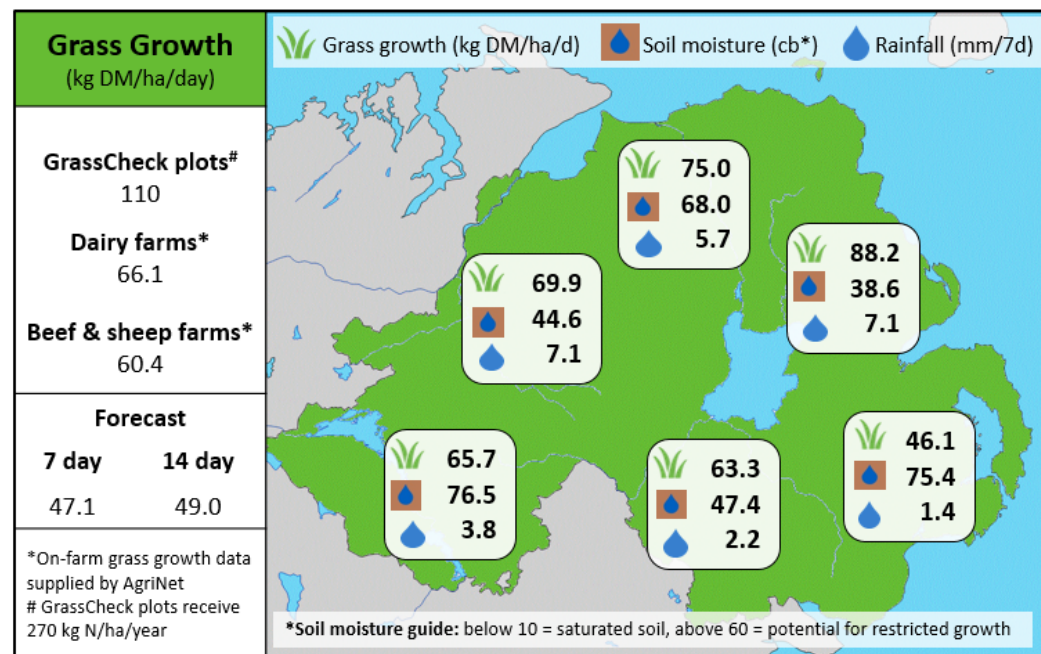 Grass Growth
(kg DM/ha/day)
GrassCheck plots#
110
Dairy farms*
66.1
Beef & sheep farms*
60.4
Forecast
7 day 14 day
47.1 49.0
*On-farm grass growth data
supplied by AgriNet
# GrassCheck plots receive
270 kg N/ha/year
Grass growth (kg DM/ha/d) Soil moisture (cb*) Rainfall (mm/7d)
75.0
68.0
5.7
88.2
38.6
7.1
69.9
44.6
7.1
65.7
76.5
3.8
63.3
47.4
2.2
46.1
75.4
1.4
*Soil moisture guide: below 10 = saturated soil, above 60 = potential for restricted growth